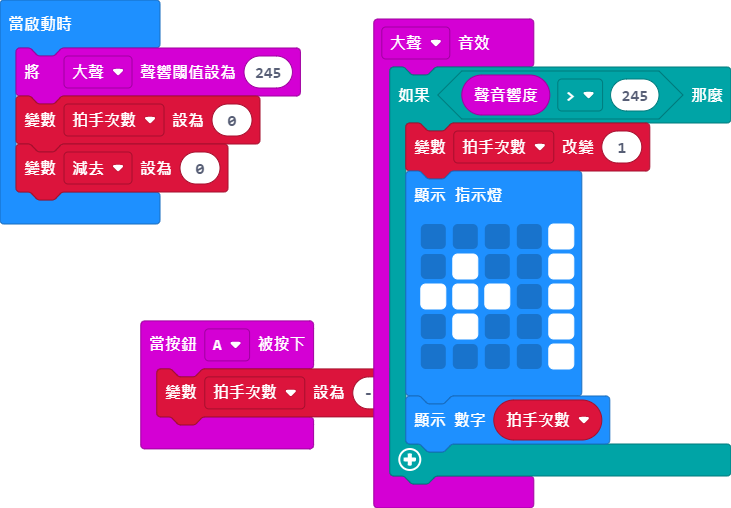 當啟動時
將 大聲 聲響閾值設為 245
變數 拍手次數 設為 0
變數 減去 設為 0
當按鈕 A 被按下
變數 拍手次數 設為 -
大聲 音效
如果 聲音響度 > 245 那麼
變數 拍手次數 改變 1
顯示 指示燈
顯示 數字 拍手次數